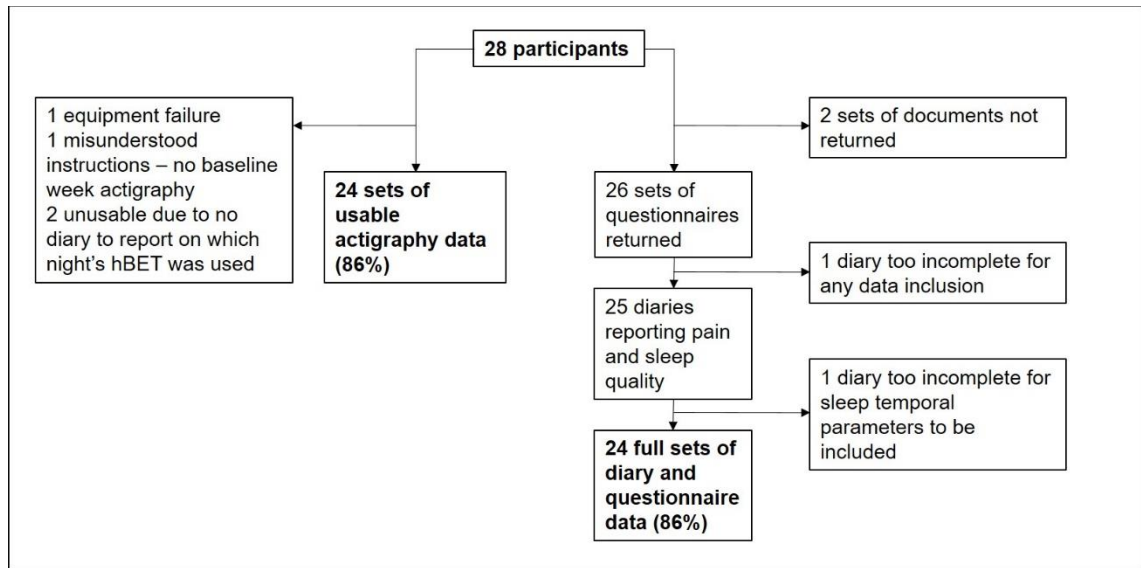 28 participants
1 equipment failure
1 misunderstood
instructions – no baseline
week actigraphy
2 unusable due to no
diary to report on which
night's hBET was used
24 sets of
usable
actigraphy data
(86%)
2 sets of documents not
returned
26 sets of
questionnaires
returned
1 diary too incomplete for
any data inclusion
25 diaries
reporting pain
and sleep
quality
1 diary too incomplete for
sleep temporal
parameters to be
included
24 full sets of
diary and
questionnaire
data (86%)